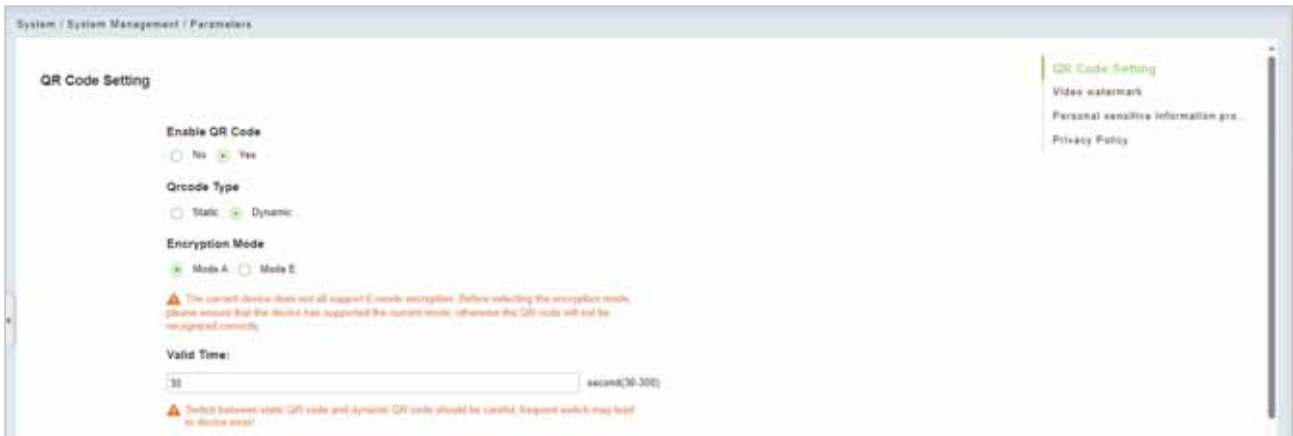 System / System Management / Parameters
QR Code Setting
Enable QR Code
No Yes
Qrcode Type
Static Dynamic
Encryption Mode
Mode A Mode E
The current device does not all support E mode encryption. Before selecting the encryption mode,
please ensure that the device has supported the current mode, otherwise the QR code will not be
recognized correctly.
Valid Time:
30 second(30-300)
Switch between static QR code and dynamic QR code should be careful, frequent switch may lead
to device error!
QR Code Setting
Video watermark
Personal sensitive information pro...
Privacy Policy